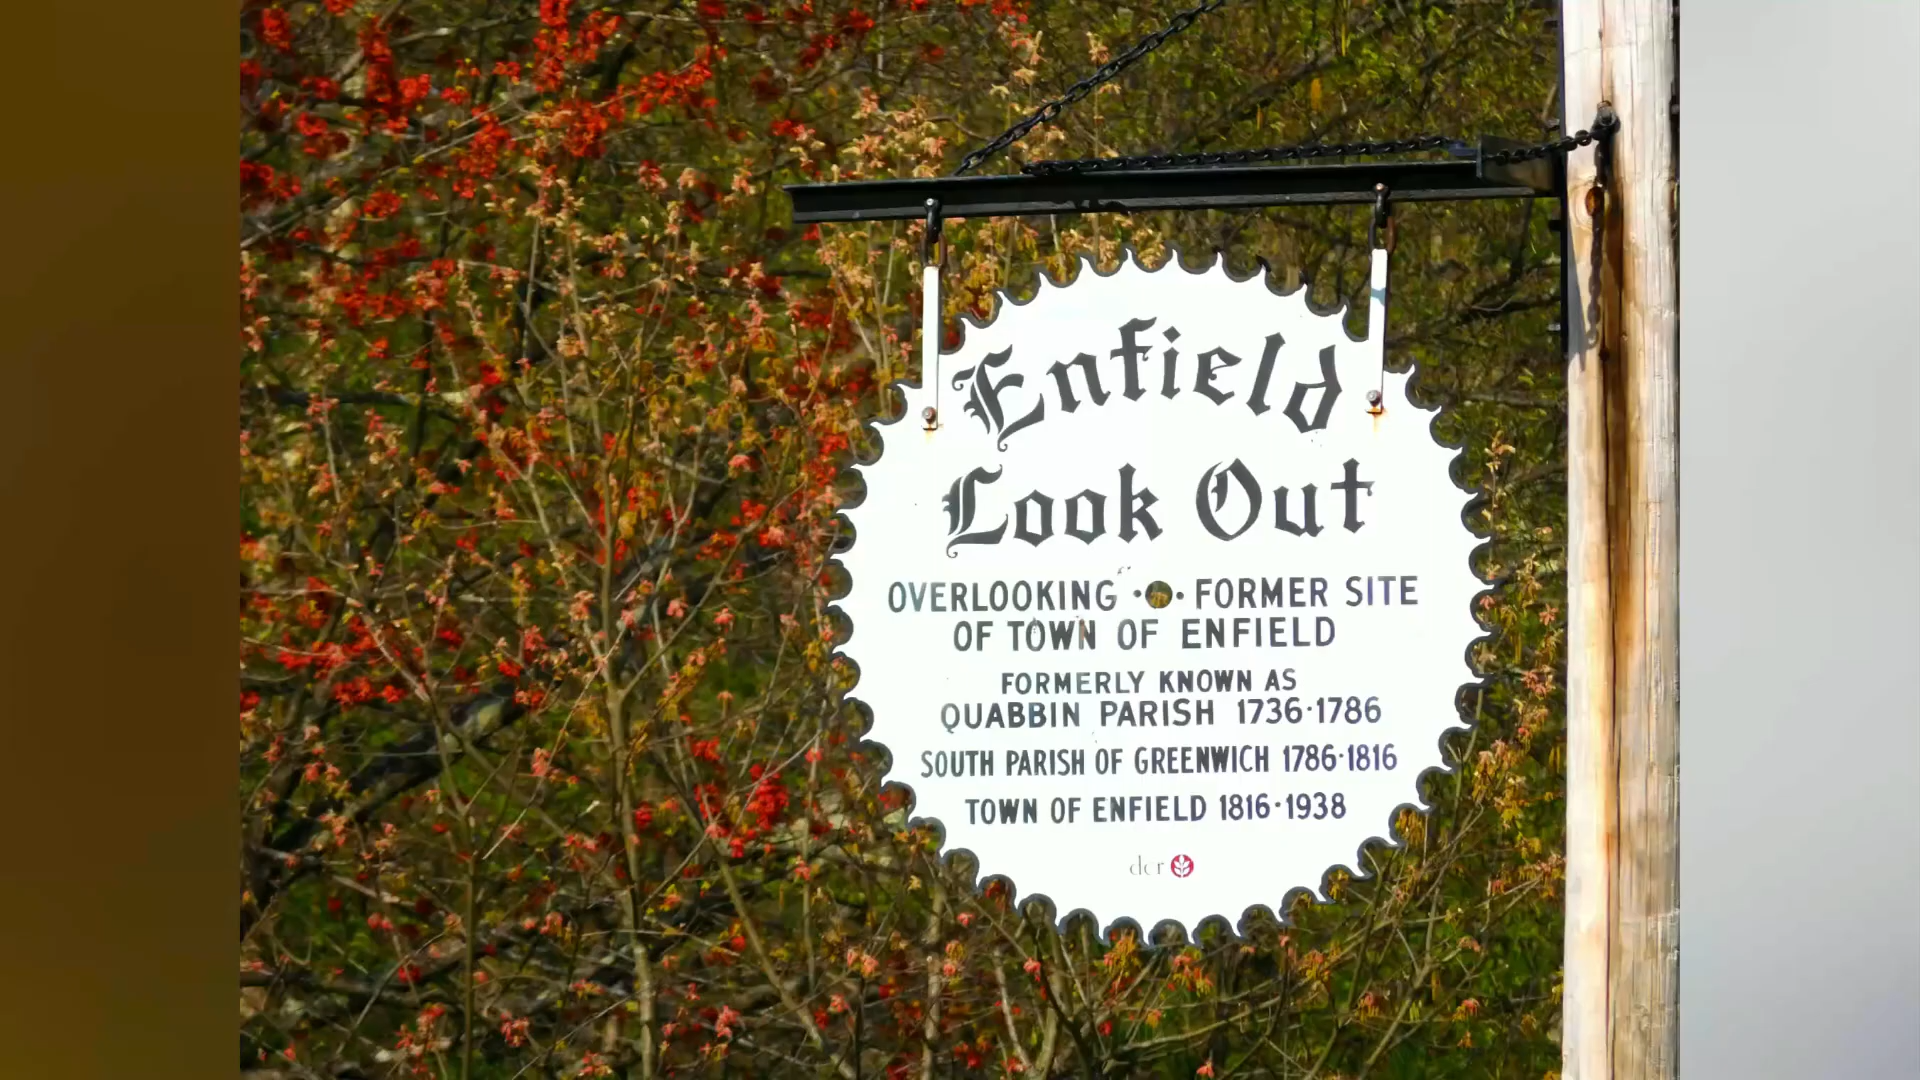 Enfield
Look Out
OVERLOOKING · · FORMER SITE
OF TOWN OF ENFIELD
FORMERLY KNOWN AS
QUABBIN PARISH 1736·1786
SOUTH PARISH OF GREENWICH 1786·1816
TOWN OF ENFIELD 1816·1938
dcr